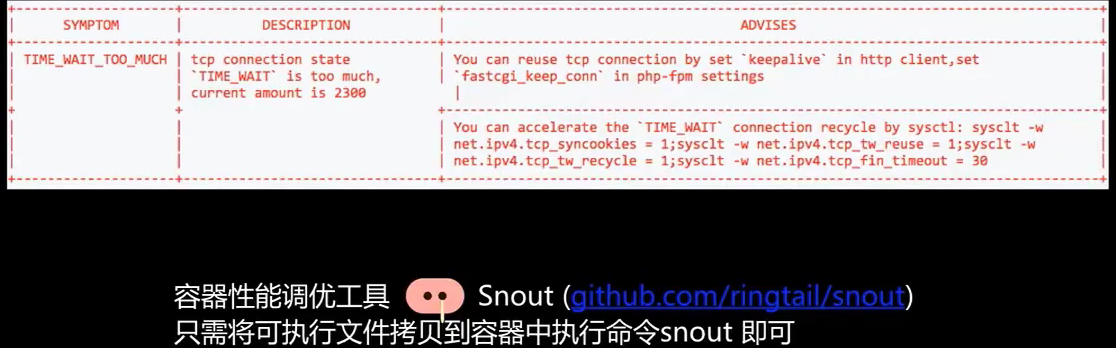 SYMPTOM DESCRIPTION ADVISES
TIME_WAIT_TOO_MUCH tcp connection state You can reuse tcp connection by set `keepalive` in http client,set
`TIME_WAIT` is too much, `fastcgi_keep_conn` in php-fpm settings
current amount is 2300
You can accelerate the `TIME_WAIT` connection recycle by sysctl: sysclt -w
net.ipv4.tcp_syncookies = 1;sysclt -w net.ipv4.tcp_tw_reuse = 1;sysclt -w
net.ipv4.tcp_tw_recycle = 1;sysclt -w net.ipv4.tcp_fin_timeout = 30
容器性能调优工具 Snout (github.com/ringtail/snout)
只需将可执行文件拷贝到容器中执行命令snout 即可